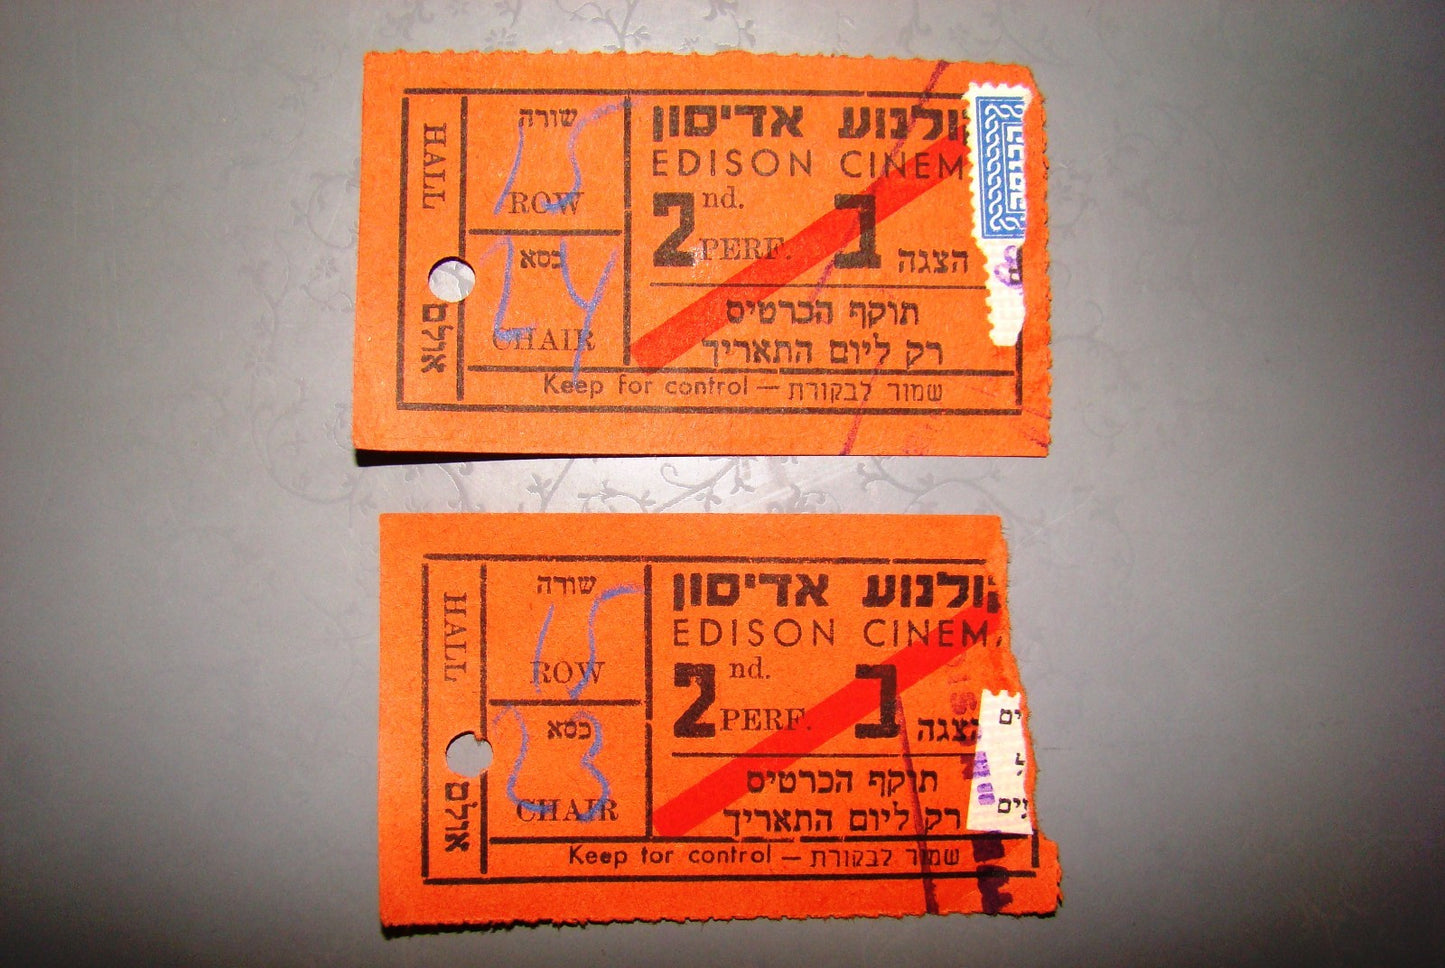 HALL
אולם
שורה
15
ROW
כסא
24
CHAIR
קולנוע אדיסון
EDISON CINEM
2nd. PERF.
הצגה ב
תוקף הכרטיס
רק ליום התאריך
Keep for control — שמור לבקורת
הכנסה
HALL
אולם
שורה
15
ROW
כסא
23
CHAIR
קולנוע אדיסון
EDISON CINEMA
2nd. PERF.
הצגה ב
תוקף הכרטיס
רק ליום התאריך
Keep for control — שמור לבקורת